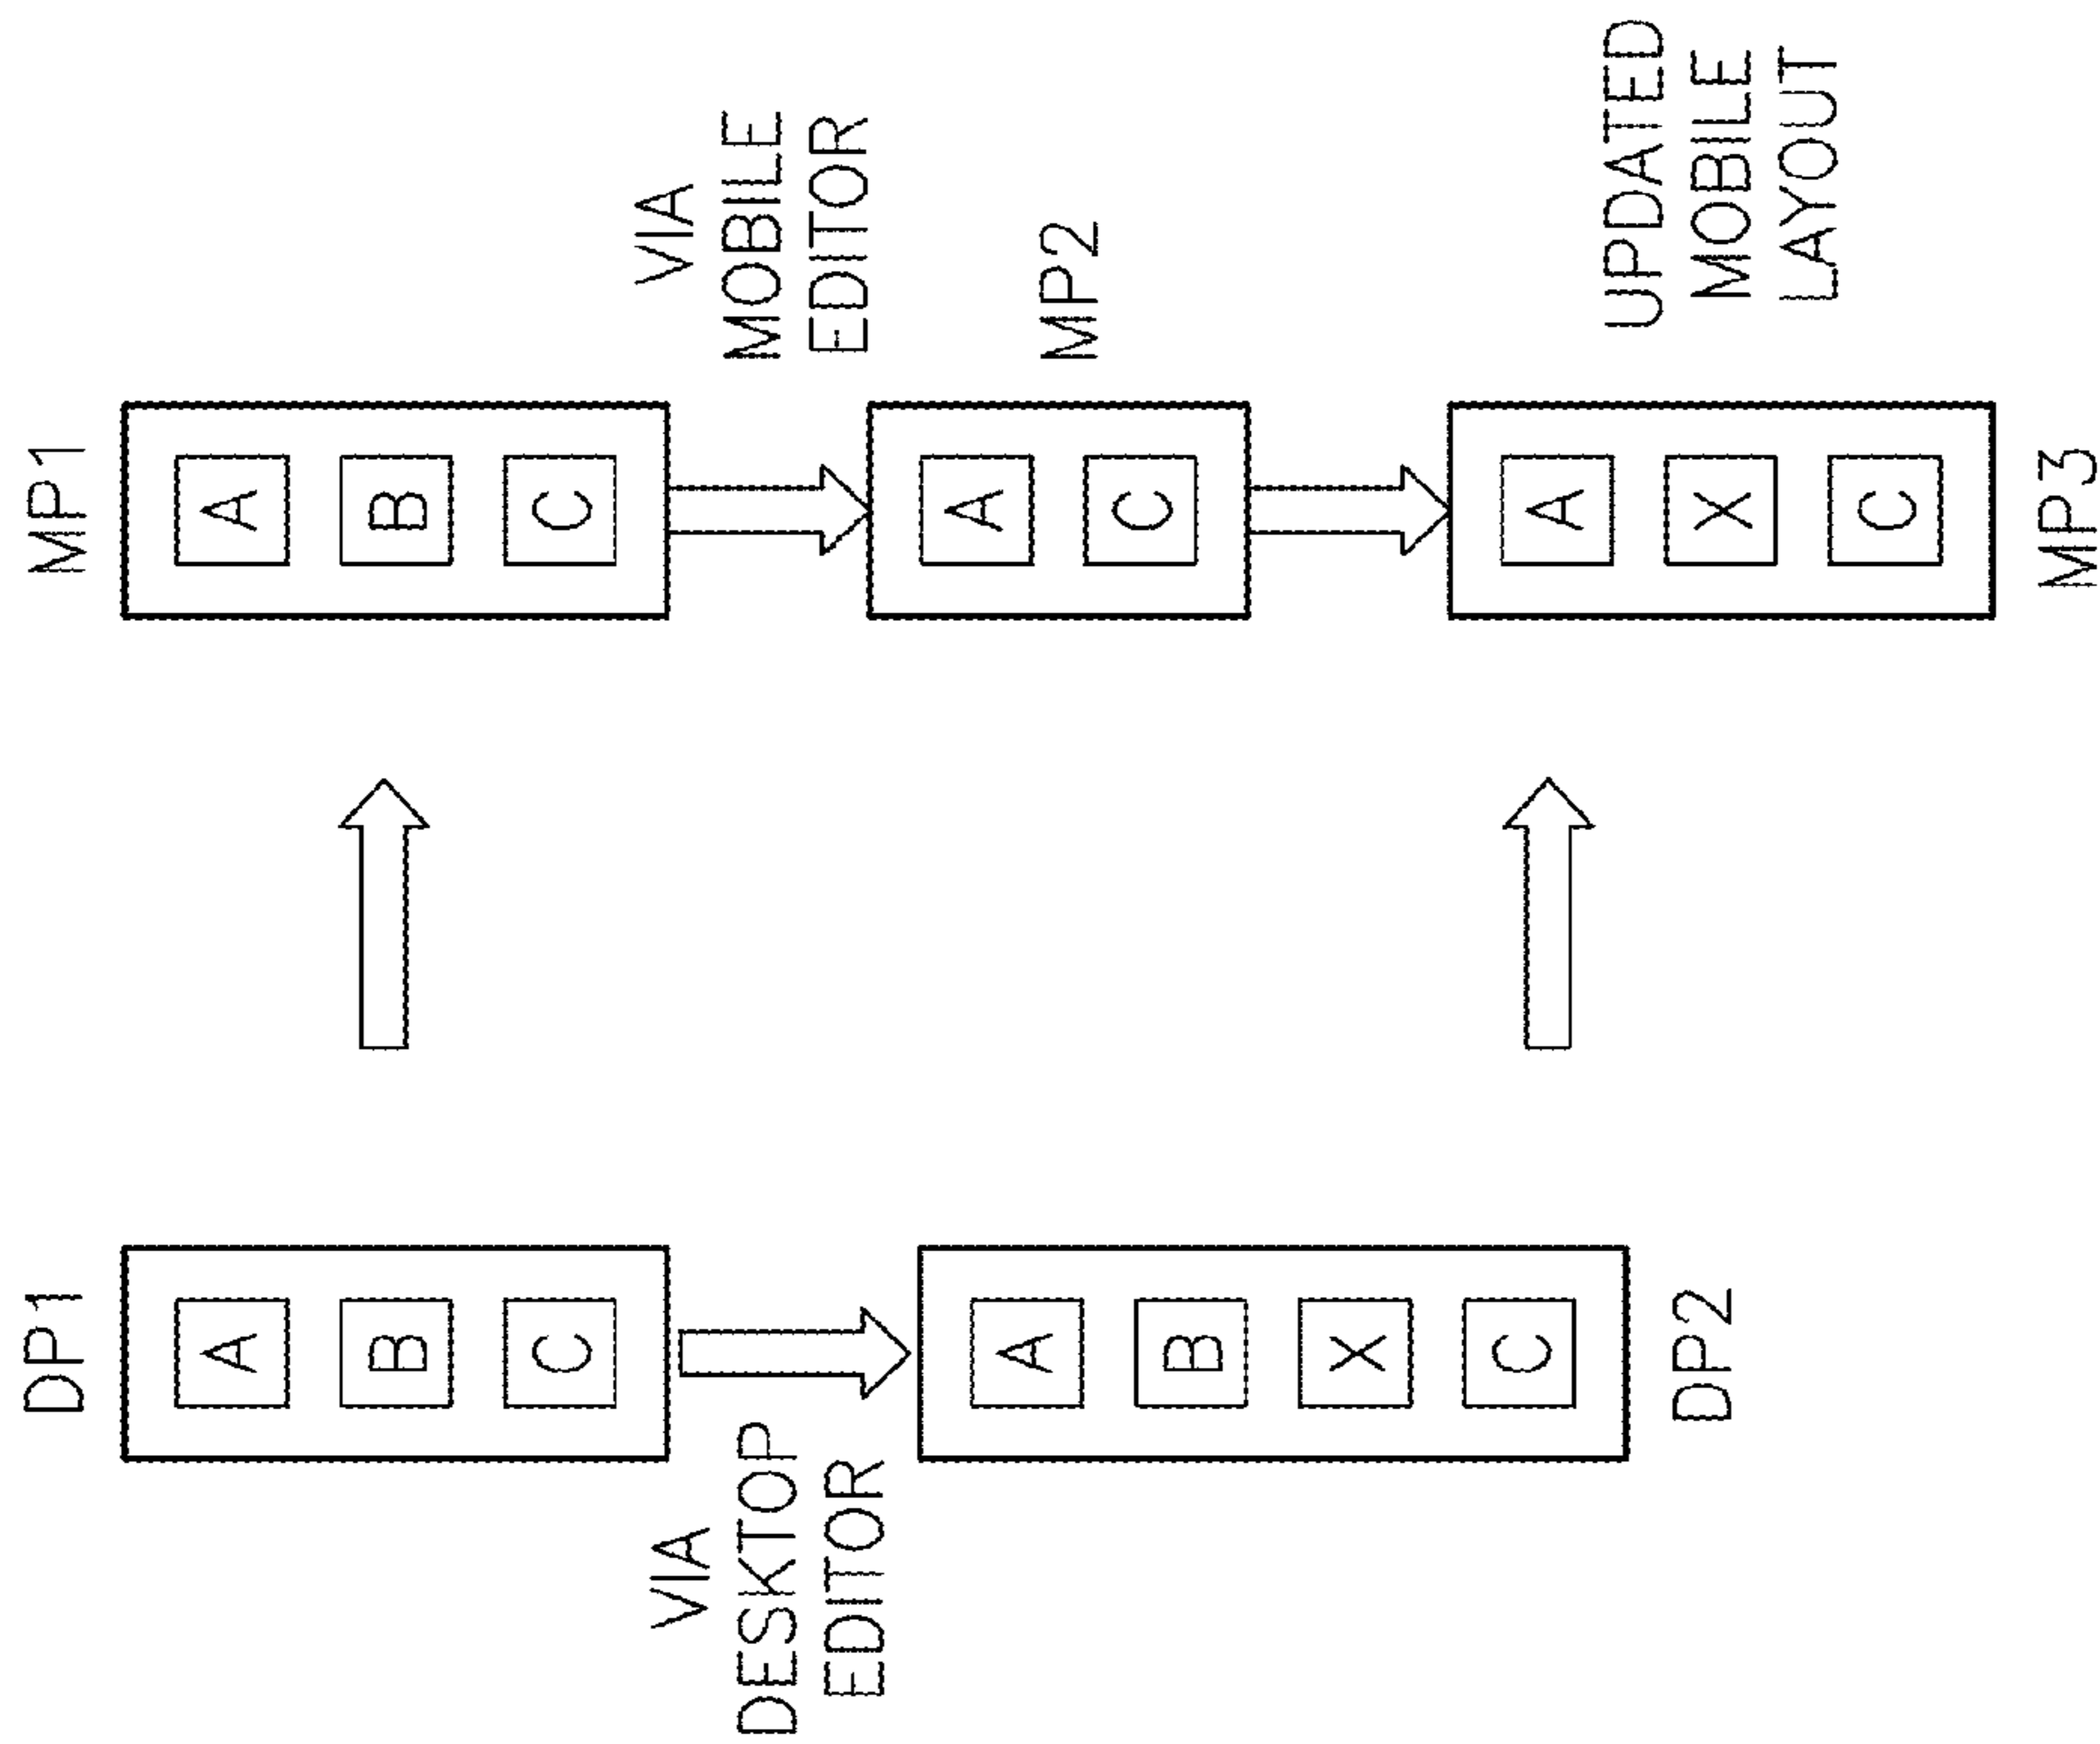 DP1
A
B
C
VIA
DESKTOP
EDITOR
A
B
X
C
DP2
MP1
A
B
C
VIA
MOBILE
EDITOR
A
C
MP2
A
X
C
UPDATED
MOBILE
LAYOUT
MP3